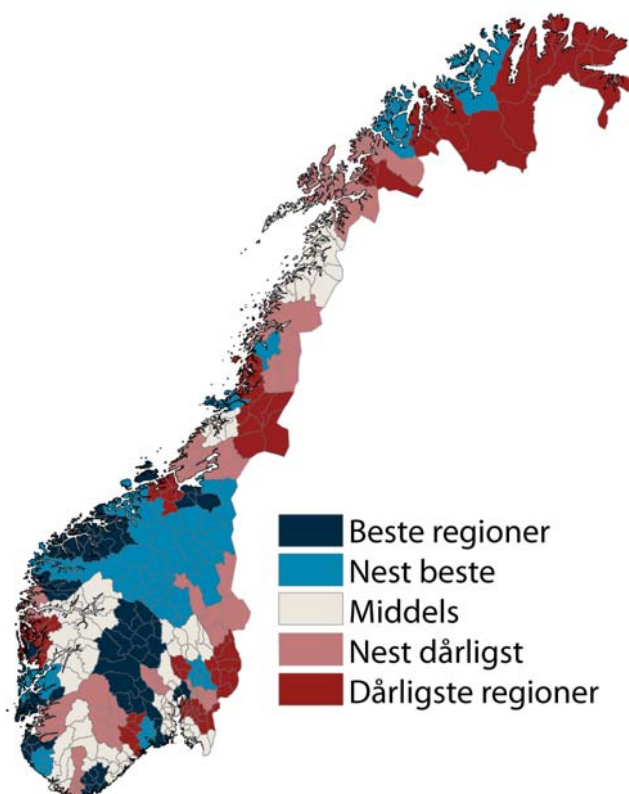 Beste regioner
Nest beste
Middels
Nest dårligst
Dårligste regioner